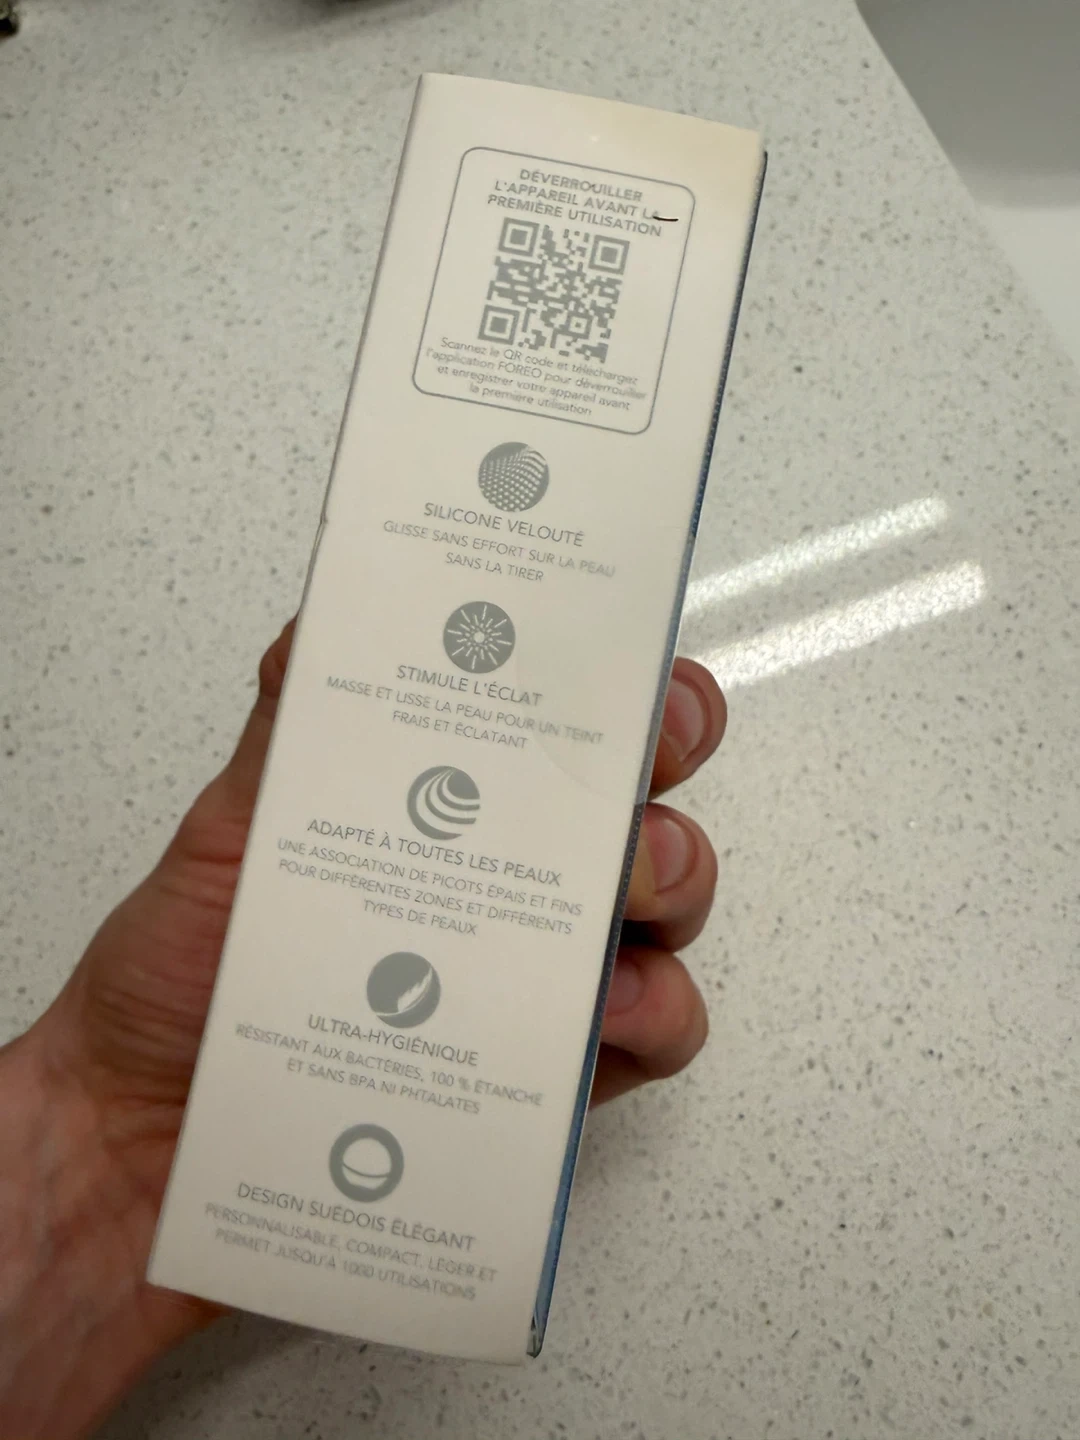 DÉVERROUILLER
L'APPAREIL AVANT LA
PREMIÈRE UTILISATION
Scannez le QR code et téléchargez
l'application FOREO pour déverrouiller
et enregistrer votre appareil avant
la première utilisation
SILICONE VELOUTÉ
GLISSE SANS EFFORT SUR LA PEAU
SANS LA TIRER
STIMULE L'ÉCLAT
MASSE ET LISSE LA PEAU POUR UN TEINT
FRAIS ET ÉCLATANT
ADAPTÉ À TOUTES LES PEAUX
UNE ASSOCIATION DE PICOTS ÉPAIS ET FINS
POUR DIFFÉRENTES ZONES ET DIFFÉRENTS
TYPES DE PEAUX
ULTRA-HYGIÉNIQUE
RÉSISTANT AUX BACTÉRIES, 100 % ÉTANCHE
ET SANS BPA NI PHTALATES
DESIGN SUÉDOIS ÉLÉGANT
PERSONNALISABLE, COMPACT, LÉGER ET
PERMET JUSQU'À 1000 UTILISATIONS